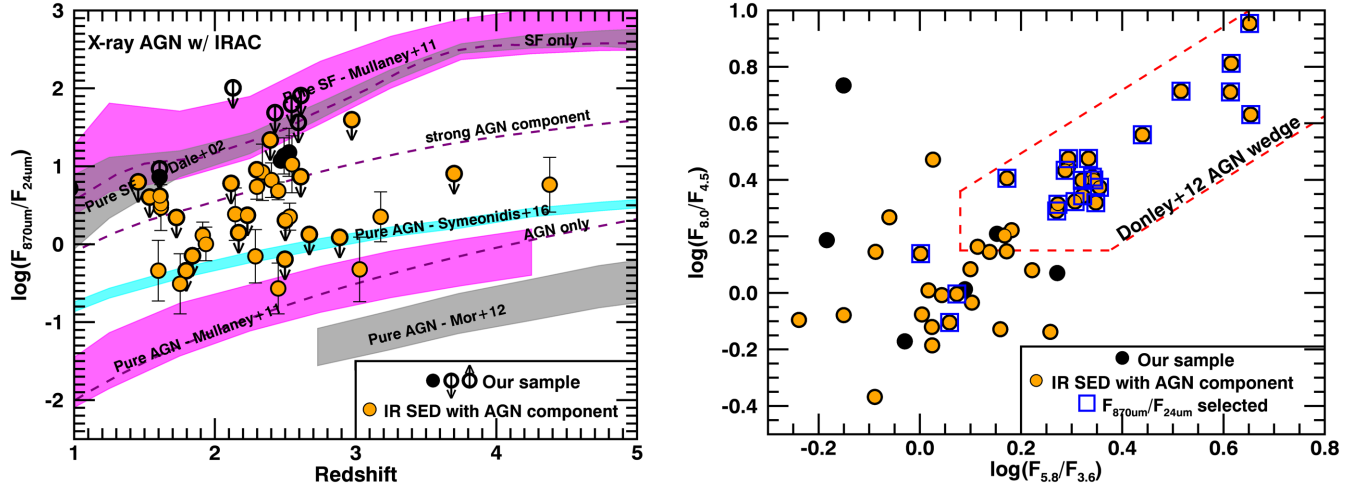 X-ray AGN w/ IRAC
SF only
Pure SF - Mullaney+11
strong AGN component
Pure SF - Dale+02
Pure AGN - Symeonidis+16
AGN only
Pure AGN - Mullaney+11
Pure AGN - Mor+12
Our sample
IR SED with AGN component
log(F870um/F24um)
3
2
1
0
-1
-2
1 2 3 4 5
Redshift
1.0
0.8
0.6
0.4
0.2
0.0
-0.2
-0.4
log(F8.0/F4.5)
Donley+12 AGN wedge
Our sample
IR SED with AGN component
F870um/F24um selected
-0.2 0.0 0.2 0.4 0.6 0.8
log(F5.8/F3.6)